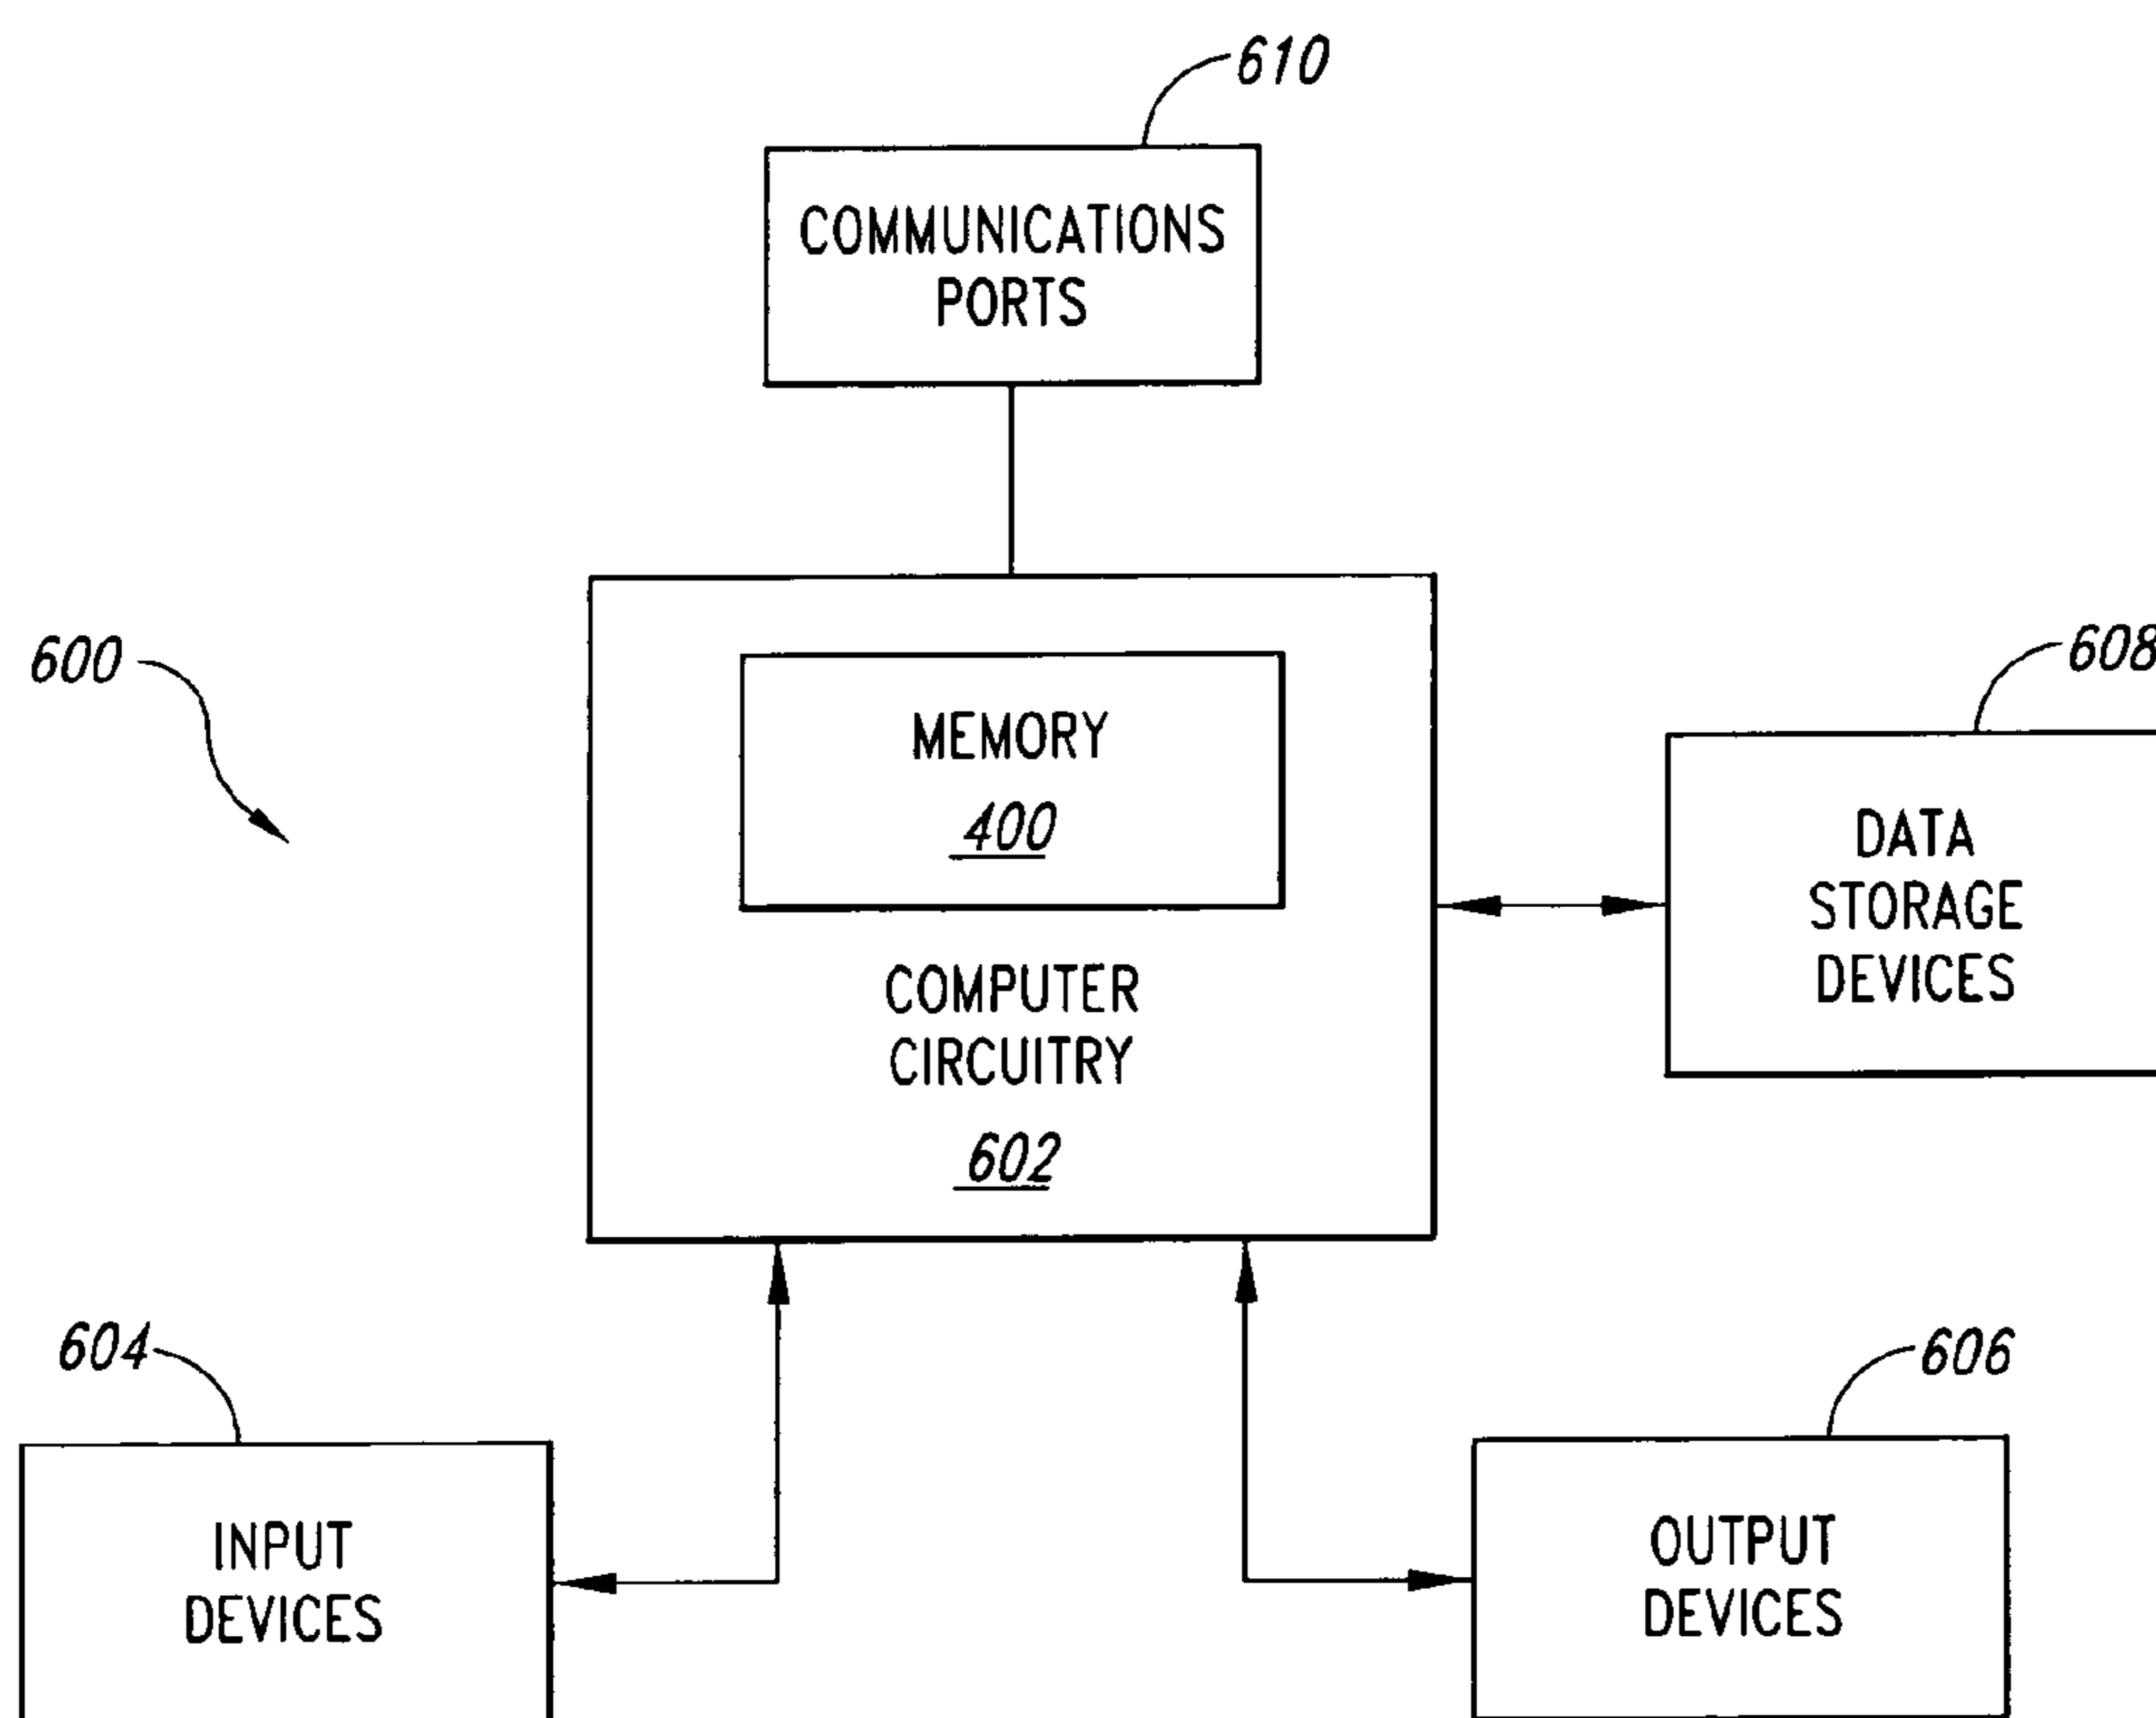 610
COMMUNICATIONS
PORTS
600
608
MEMORY
400
DATA
STORAGE
DEVICES
COMPUTER
CIRCUITRY
602
604
606
INPUT
DEVICES
OUTPUT
DEVICES